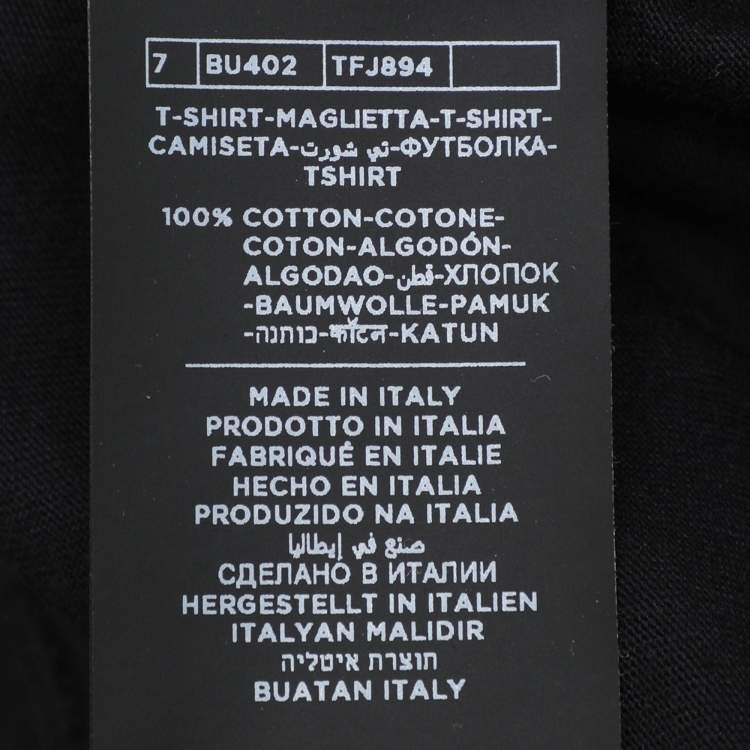 7 BU402 TFJ894
T-SHIRT-MAGLIETTA-T-SHIRT-
CAMISETA-تي شورت-ФУТБОЛКА-
TSHIRT
100% COTTON-COTONE-
COTON-ALGODÓN-
ALGODAO-قطن-ХЛОПОК
-BAUMWOLLE-PAMUK
-כותנה-कॉटन-KATUN
MADE IN ITALY
PRODOTTO IN ITALIA
FABRIQUÉ EN ITALIE
HECHO EN ITALIA
PRODUZIDO NA ITALIA
صنع في إيطاليا
СДЕЛАНО В ИТАЛИИ
HERGESTELLT IN ITALIEN
ITALYAN MALIDIR
תוצרת איטליה
BUATAN ITALY